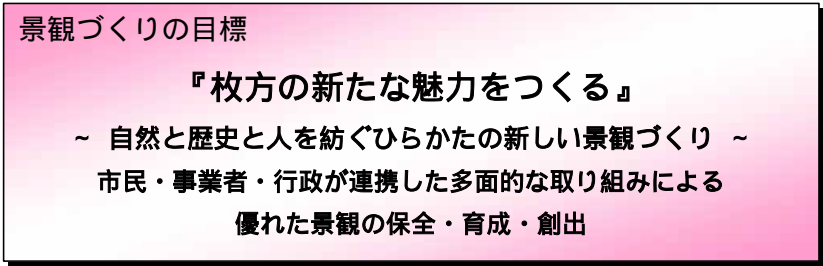 景観づくりの目標
『枚方の新たな魅力をつくる』
～ 自然と歴史と人を紡ぐひらかたの新しい景観づくり ～
市民・事業者・行政が連携した多面的な取り組みによる
優れた景観の保全・育成・創出